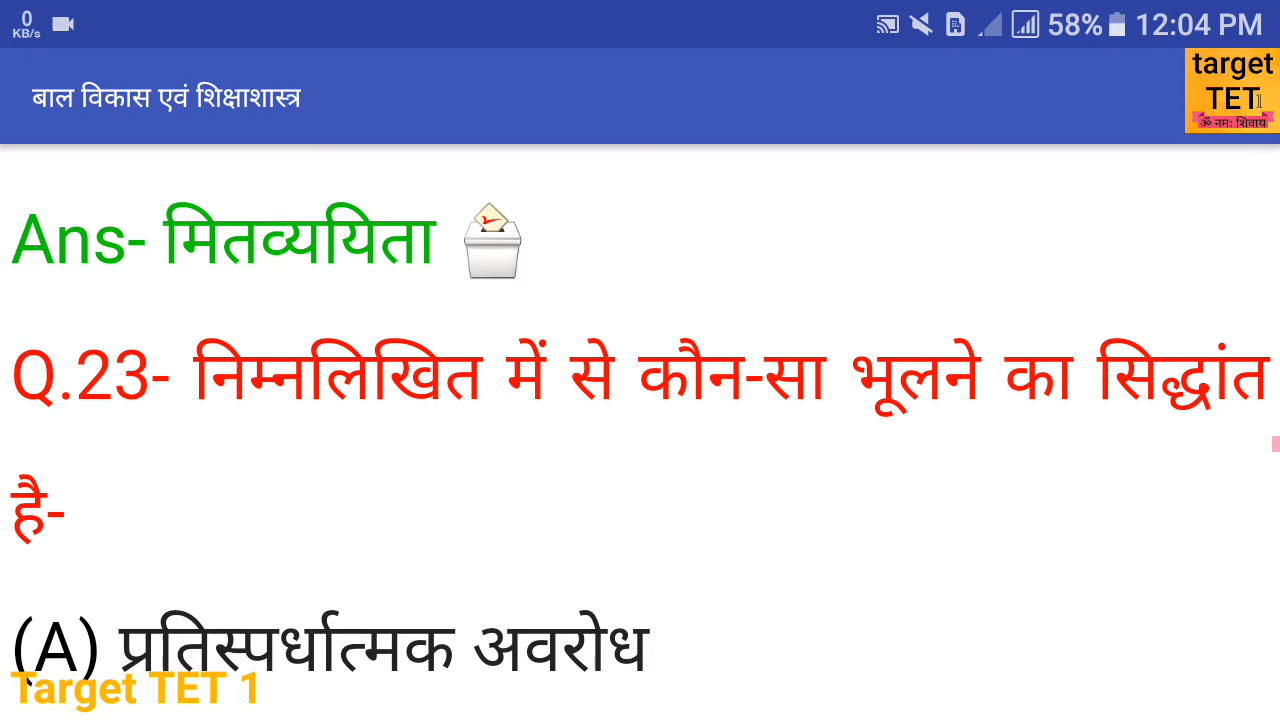 0
KB/s
58% 12:04 PM
बाल विकास एवं शिक्षाशास्त्र
target
TET1
ॐ नमः शिवाय
Ans- मितव्ययिता
Q.23- निम्नलिखित में से कौन-सा भूलने का सिद्धांत
है-
(A) प्रतिस्पर्धात्मक अवरोध
Target TET 1